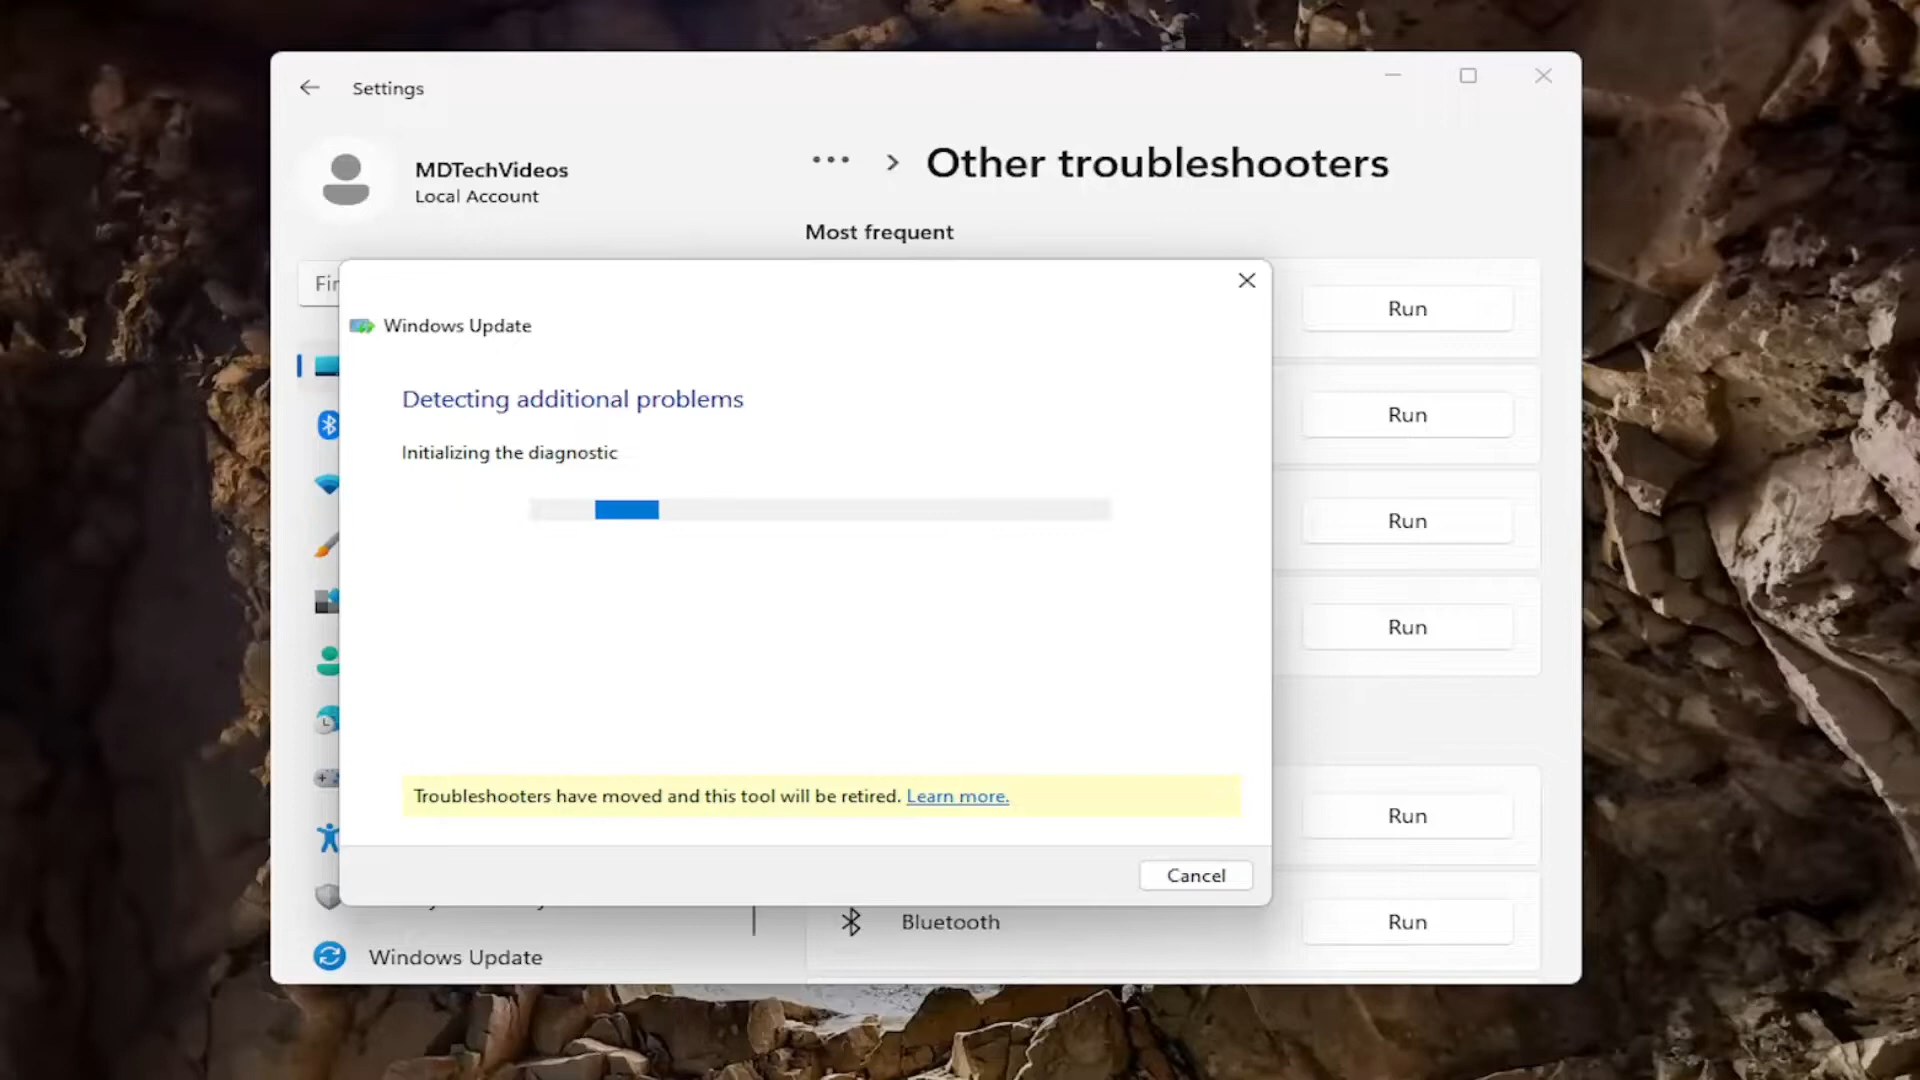 Settings
MDTechVideos
Local Account
Other troubleshooters
Most frequent
Windows Update
Detecting additional problems
Initializing the diagnostic
Troubleshooters have moved and this tool will be retired. Learn more.
Cancel
Run
Run
Run
Run
Run
Bluetooth
Run
Windows Update